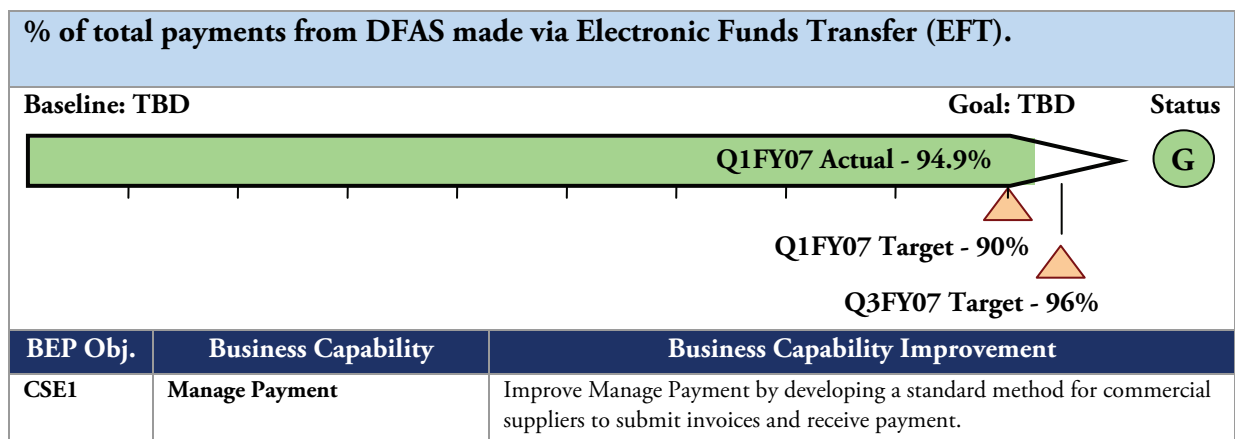 % of total payments from DFAS made via Electronic Funds Transfer (EFT).
Baseline: TBD Goal: TBD Status
Q1FY07 Actual - 94.9% G
Q1FY07 Target - 90%
Q3FY07 Target - 96%
BEP Obj. Business Capability Business Capability Improvement
CSE1 Manage Payment Improve Manage Payment by developing a standard method for commercial
suppliers to submit invoices and receive payment.